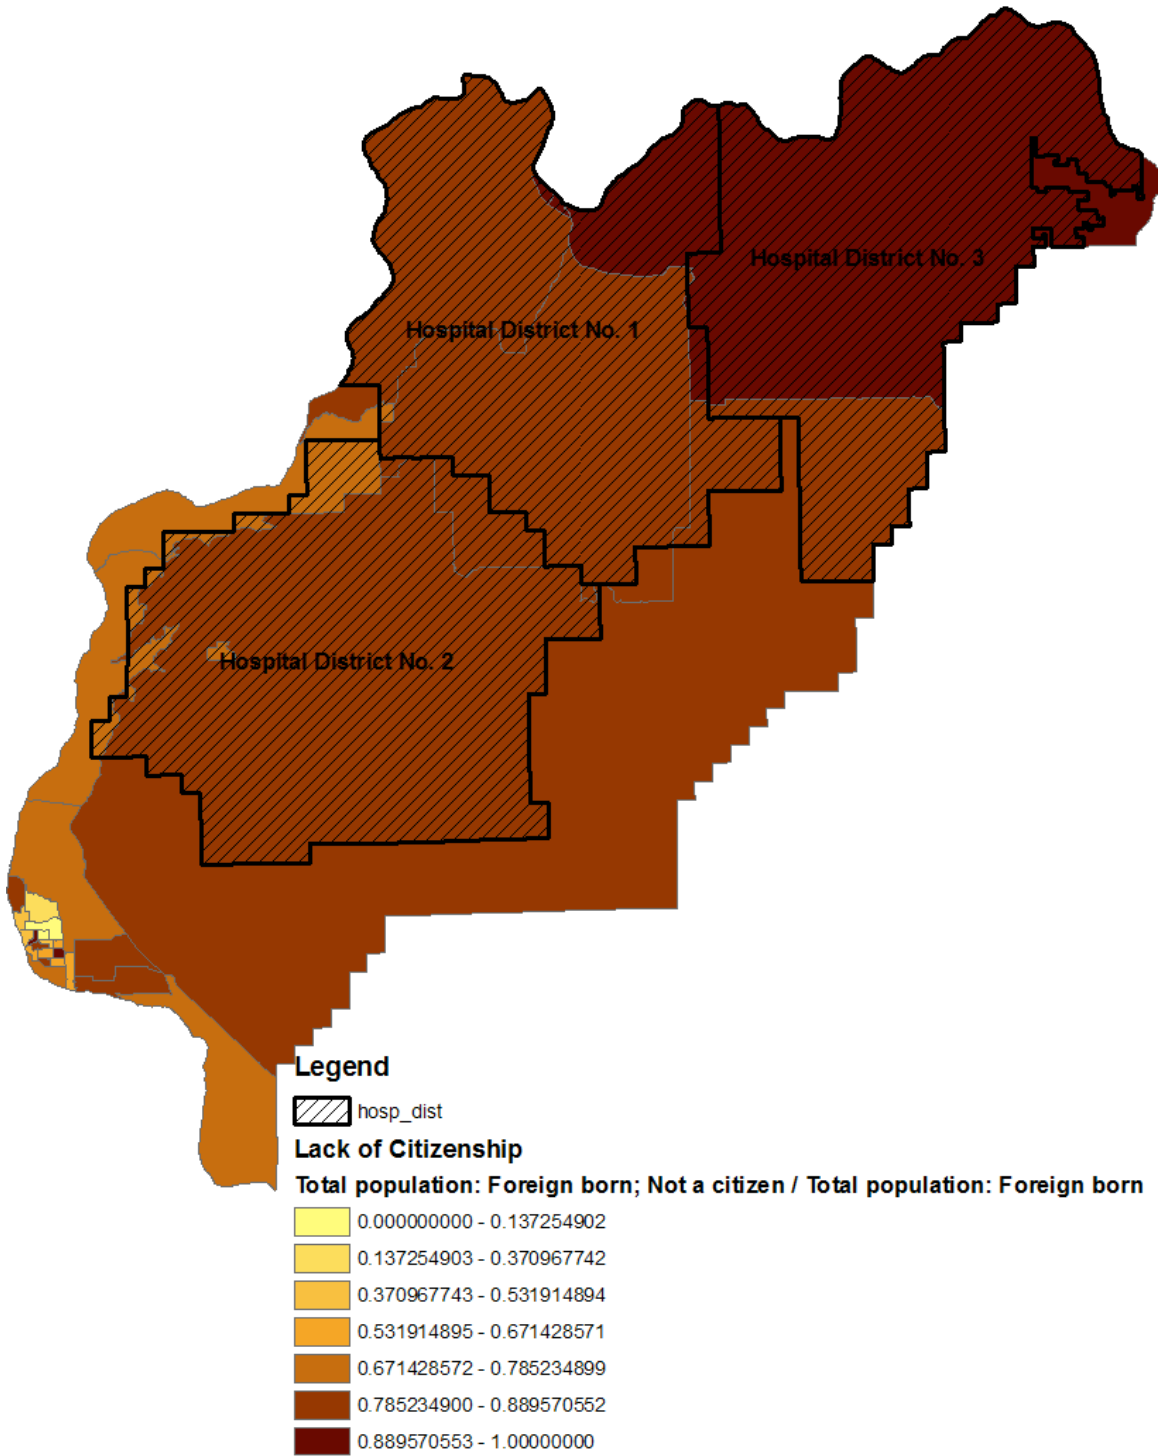 Hospital District No. 3
Hospital District No. 1
Hospital District No. 2
Legend
hosp_dist
Lack of Citizenship
Total population: Foreign born; Not a citizen / Total population: Foreign born
0.000000000 - 0.137254902
0.137254903 - 0.370967742
0.370967743 - 0.531914894
0.531914895 - 0.671428571
0.671428572 - 0.785234899
0.785234900 - 0.889570552
0.889570553 - 1.00000000